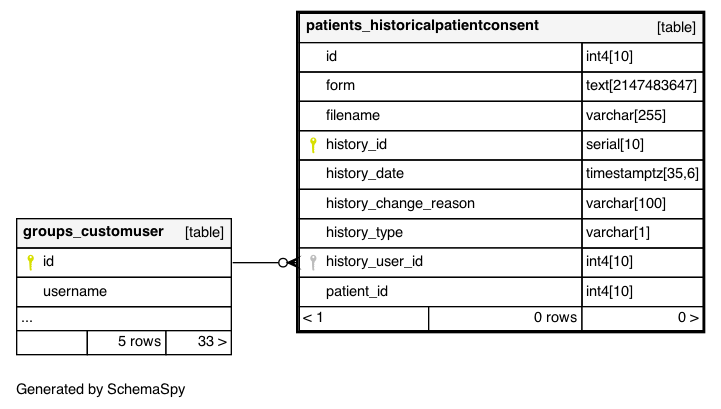 patients_historicalpatientconsent [table]
id int4[10]
form text[2147483647]
filename varchar[255]
history_id serial[10]
history_date timestamptz[35,6]
history_change_reason varchar[100]
history_type varchar[1]
history_user_id int4[10]
patient_id int4[10]
< 1 0 rows 0 >
groups_customuser [table]
id
username
...
5 rows 33 >
Generated by SchemaSpy